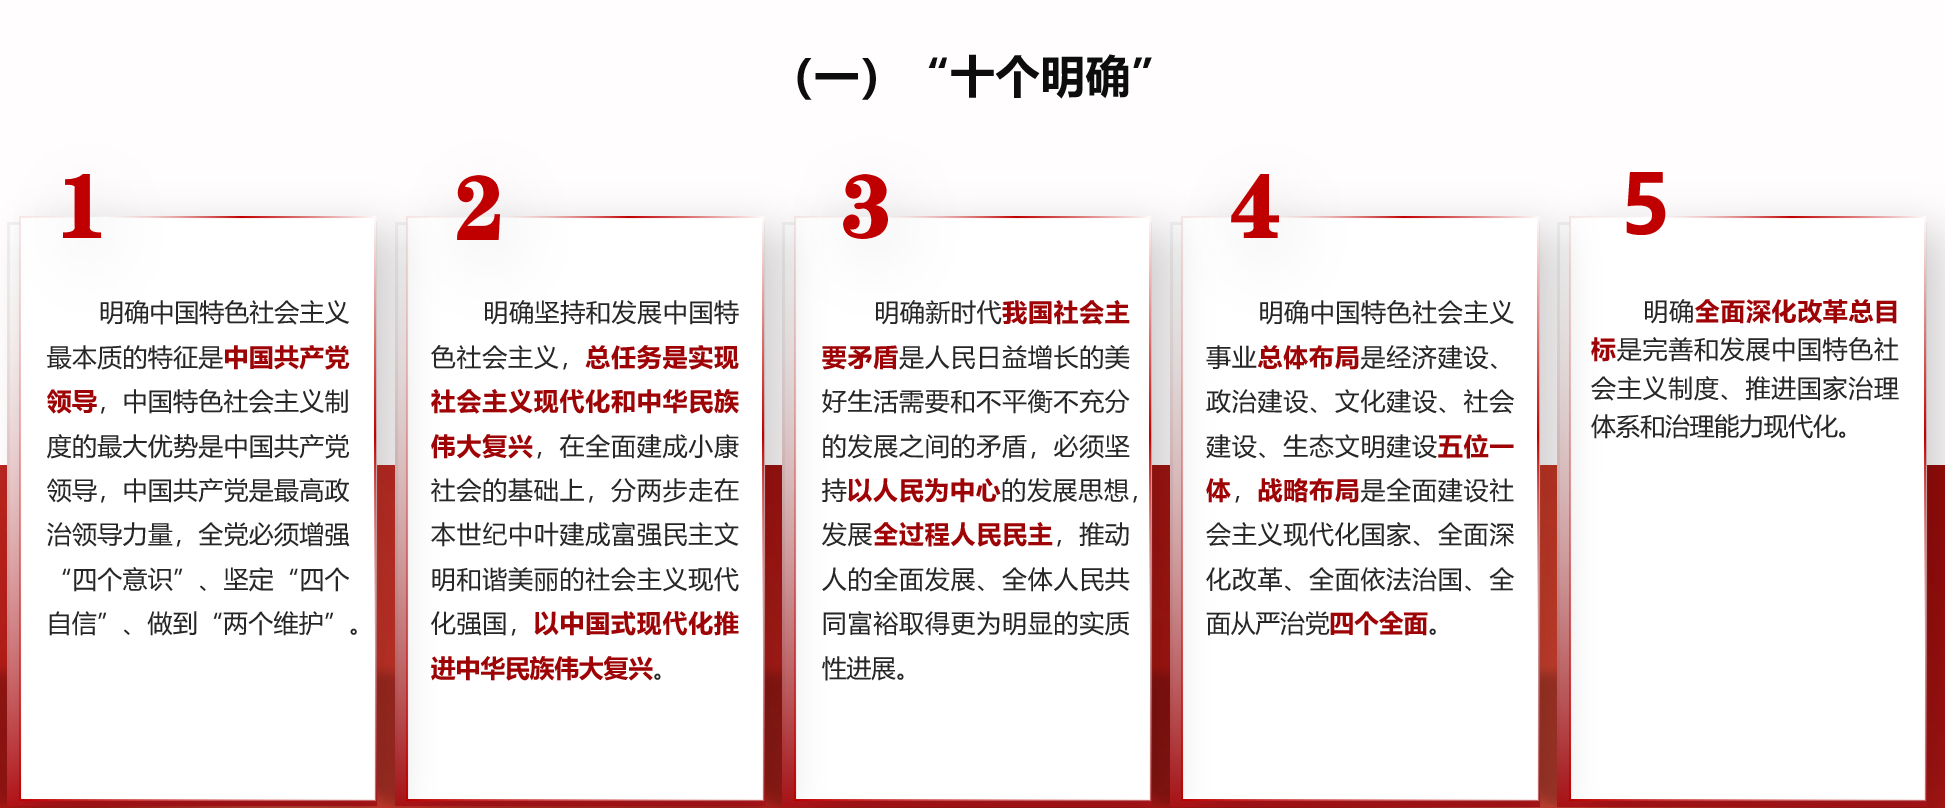 （一）“十个明确”
1
明确中国特色社会主义
最本质的特征是中国共产党
领导，中国特色社会主义制
度的最大优势是中国共产党
领导，中国共产党是最高政
治领导力量，全党必须增强
“四个意识”、坚定“四个
自信”、做到“两个维护”。
2
明确坚持和发展中国特
色社会主义，总任务是实现
社会主义现代化和中华民族
伟大复兴，在全面建成小康
社会的基础上，分两步走在
本世纪中叶建成富强民主文
明和谐美丽的社会主义现代
化强国，以中国式现代化推
进中华民族伟大复兴。
3
明确新时代我国社会主
要矛盾是人民日益增长的美
好生活需要和不平衡不充分
的发展之间的矛盾，必须坚
持以人民为中心的发展思想，
发展全过程人民民主，推动
人的全面发展、全体人民共
同富裕取得更为明显的实质
性进展。
4
明确中国特色社会主义
事业总体布局是经济建设、
政治建设、文化建设、社会
建设、生态文明建设五位一
体，战略布局是全面建设社
会主义现代化国家、全面深
化改革、全面依法治国、全
面从严治党四个全面。
5
明确全面深化改革总目
标是完善和发展中国特色社
会主义制度、推进国家治理
体系和治理能力现代化。